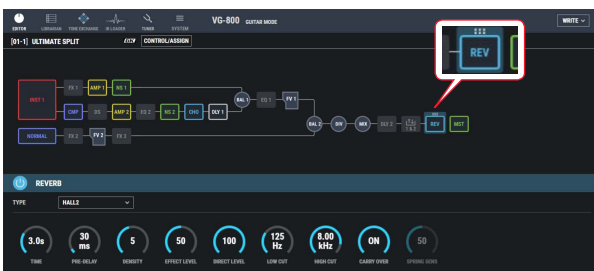 VG-800 GUITAR MODE
WRITE
EDITOR LIBRARIAN TONE EXCHANGE IR LOADER TUNER SYSTEM
[01-1] ULTIMATE SPLIT
EDIT
CONTROL/ASSIGN
REV
FX 1 AMP 1 NS 1
INST 1
BAL 1 EQ 1 FV 1
CMP DS AMP 2 EQ 2 NS 2 CHO DLY 1
BAL 2 DIV MIX DLY 2 REV MST
NORMAL FX 2 FV 2 FX 3
REVERB
TYPE HALL2
3.0s 30 ms 5 50 100 125 Hz 8.00 kHz ON 50
TIME PRE-DELAY DENSITY EFFECT LEVEL DIRECT LEVEL LOW CUT HIGH CUT CARRY OVER SPRING SENS